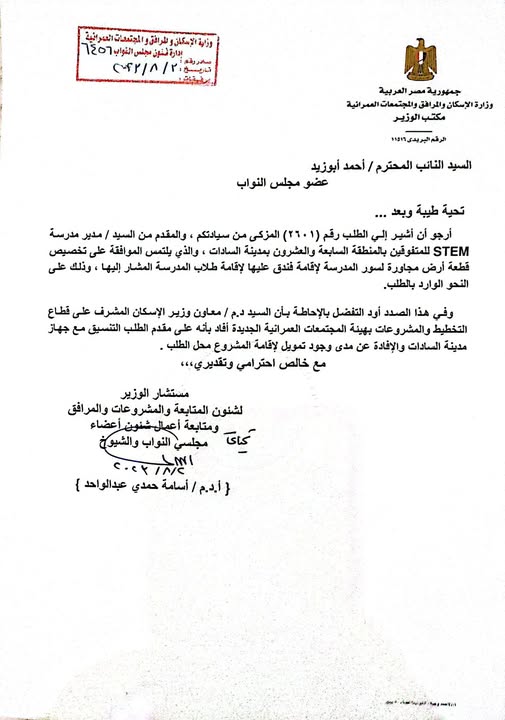 وزارة الإسكان والمرافق والمجتمعات العمرانية
إدارة شئون مجلس النواب
صادر رقم : ٦٤٥٦
تاريخ : ٢٠٢٣/٨/٢
مرفقات :
جمهورية مصر العربية
وزارة الإسكان والمرافق والمجتمعات العمرانية
مكتب الوزير
الرقم البريدى ١١٥١٦
السيد النائب المحترم / أحمد أبوزيد
عضو مجلس النواب
تحية طيبة وبعد ...
أرجو أن أشير إلي الطلب رقم (٢٦٠١) المزكى من سيادتكم ، والمقدم من السيد / مدير مدرسة
STEM للمتفوقين بالمنطقة السابعة والعشرون بمدينة السادات ، والذي يلتمس الموافقة على تخصيص
قطعة أرض مجاورة لسور المدرسة لإقامة فندق عليها لإقامة طلاب المدرسة المشار إليها ، وذلك على
النحو الوارد بالطلب.
وفي هذا الصدد أود التفضل بالإحاطة بأن السيد د.م / معاون وزير الإسكان المشرف على قطاع
التخطيط والمشروعات بهيئة المجتمعات العمرانية الجديدة أفاد بأنه على مقدم الطلب التنسيق مع جهاز
مدينة السادات والإفادة عن مدى وجود تمويل لإقامة المشروع محل الطلب .
مع خالص احترامي وتقديري،،،
مستشار الوزير
لشئون المتابعة والمشروعات والمرافق
ومتابعة أعمال شئون أعضاء
مجلسي النواب والشيوخ
٢٠٢٣/٨/٢
{ أ.د.م / أسامة حمدي عبدالواحد }